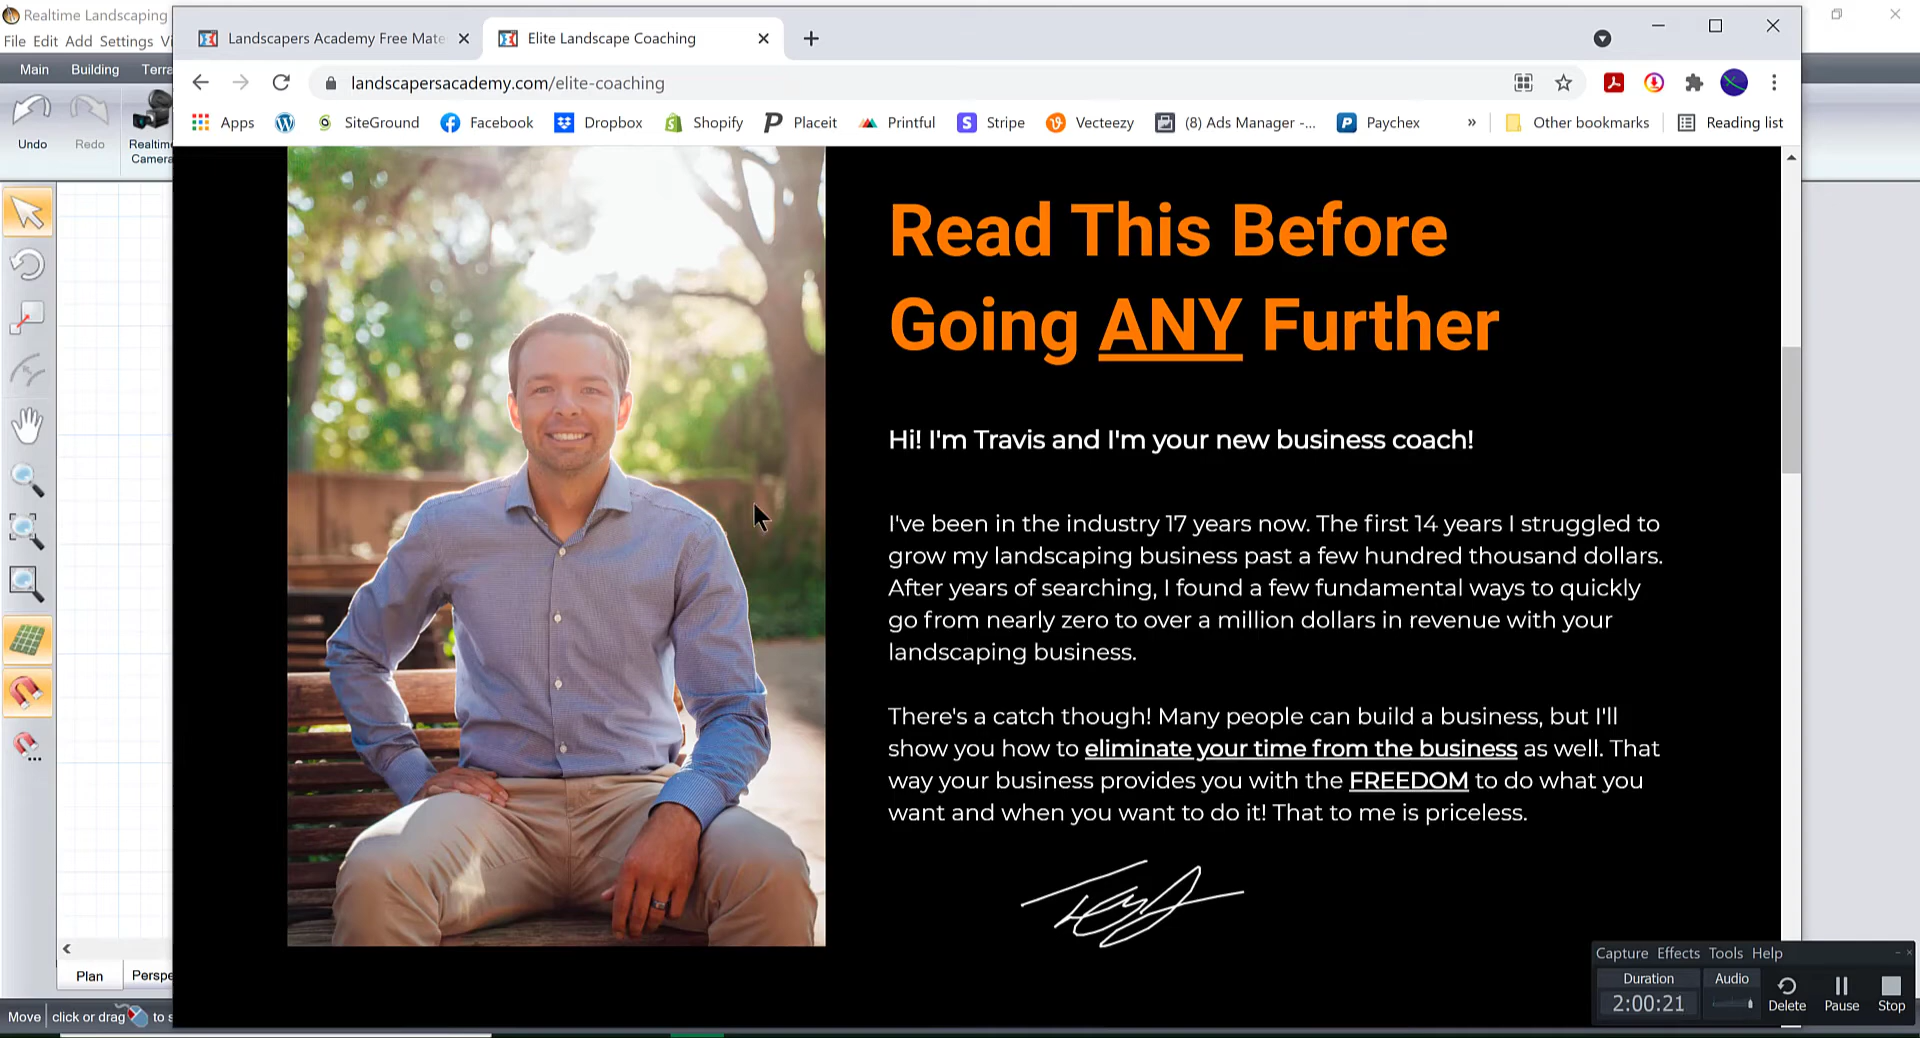 Realtime Landscaping
File Edit Add Settings Vi
Main Building Terra
Undo Redo Realtime
Camera
Landscapers Academy Free Mate
Elite Landscape Coaching
landscapersacademy.com/elite-coaching
Apps SiteGround Facebook Dropbox Shopify Placeit Printful Stripe Vecteezy (8) Ads Manager -... Paychex » Other bookmarks Reading list
Read This Before
Going ANY Further
Hi! I'm Travis and I'm your new business coach!
I've been in the industry 17 years now. The first 14 years I struggled to
grow my landscaping business past a few hundred thousand dollars.
After years of searching, I found a few fundamental ways to quickly
go from nearly zero to over a million dollars in revenue with your
landscaping business.
There's a catch though! Many people can build a business, but I'll
show you how to eliminate your time from the business as well. That
way your business provides you with the FREEDOM to do what you
want and when you want to do it! That to me is priceless.
Plan Perspe
Move click or drag to s
Capture Effects Tools Help
Duration Audio
2:00:21 Delete Pause Stop